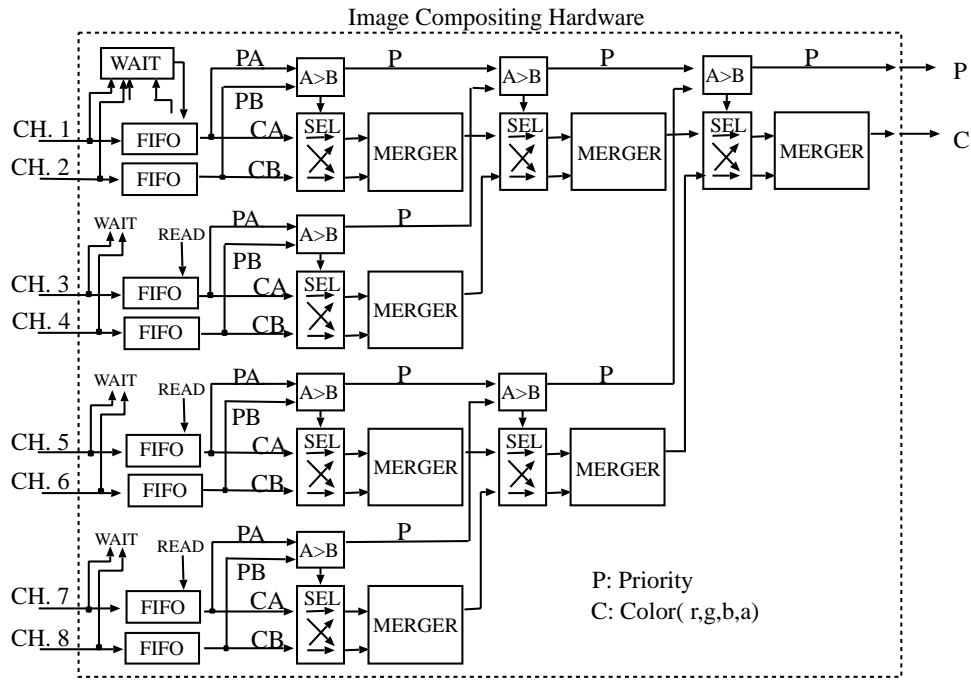 Image Compositing Hardware
WAIT
PA
A>B
P
A>B
P
A>B
P
P
PB
CH. 1
FIFO
CA
SEL
MERGER
SEL
MERGER
SEL
MERGER
C
CH. 2
FIFO
CB
WAIT
READ
PA
A>B
P
PB
CH. 3
FIFO
CA
SEL
MERGER
CH. 4
FIFO
CB
WAIT
READ
PA
A>B
P
A>B
P
PB
CH. 5
FIFO
CA
SEL
MERGER
SEL
MERGER
CH. 6
FIFO
CB
WAIT
READ
PA
A>B
P
PB
CH. 7
FIFO
CA
SEL
MERGER
CH. 8
FIFO
CB
P: Priority
C: Color( r,g,b,a)